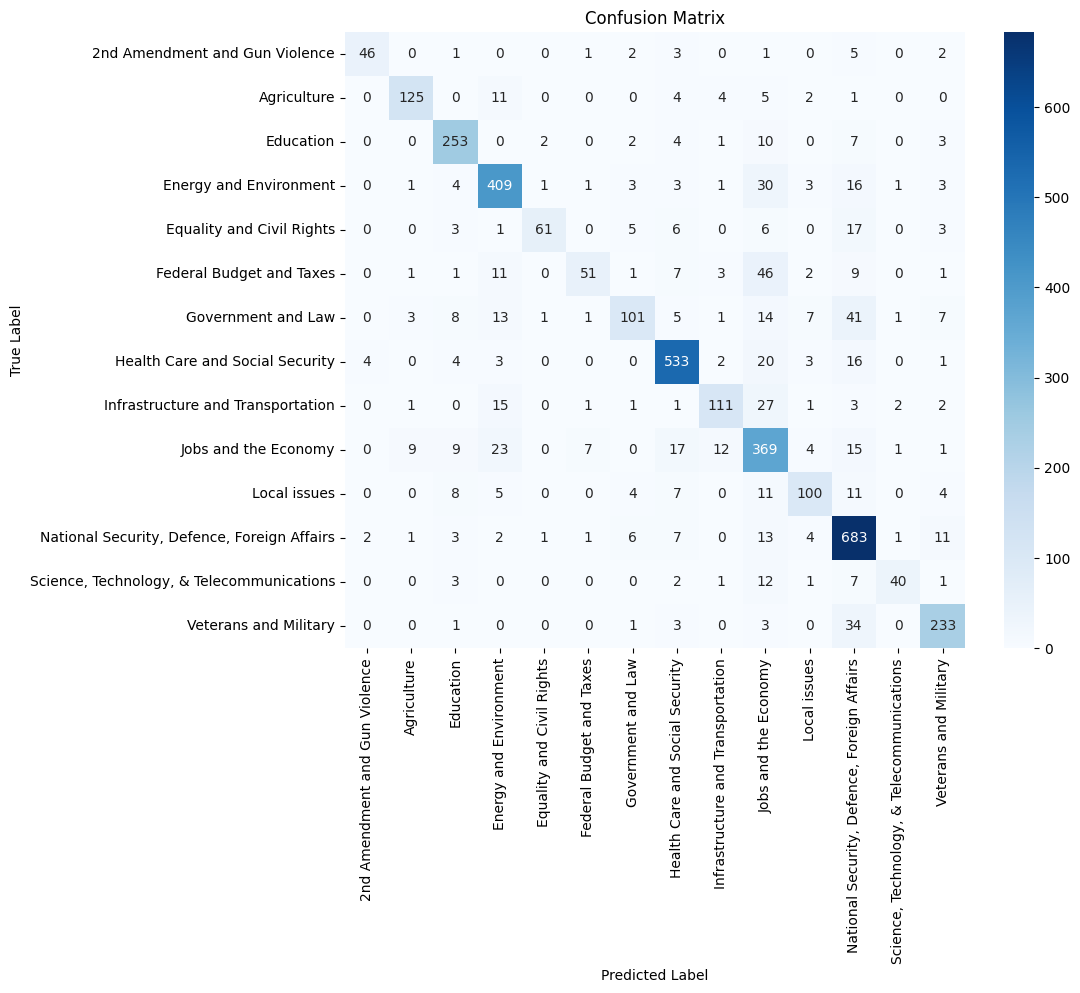 Confusion Matrix
2nd Amendment and Gun Violence 46 0 1 0 0 1 2 3 0 1 0 5 0 2
Agriculture 0 125 0 11 0 0 0 4 4 5 2 1 0 0
Education 0 0 253 0 2 0 2 4 1 10 0 7 0 3
Energy and Environment 0 1 4 409 1 1 3 3 1 30 3 16 1 3
Equality and Civil Rights 0 0 3 1 61 0 5 6 0 6 0 17 0 3
Federal Budget and Taxes 0 1 1 11 0 51 1 7 3 46 2 9 0 1
Government and Law 0 3 8 13 1 1 101 5 1 14 7 41 1 7
Health Care and Social Security 4 0 4 3 0 0 0 533 2 20 3 16 0 1
Infrastructure and Transportation 0 1 0 15 0 1 1 1 111 27 1 3 2 2
Jobs and the Economy 0 9 9 23 0 7 0 17 12 369 4 15 1 1
Local issues 0 0 8 5 0 0 4 7 0 11 100 11 0 4
National Security, Defence, Foreign Affairs 2 1 3 2 1 1 6 7 0 13 4 683 1 11
Science, Technology, & Telecommunications 0 0 3 0 0 0 0 2 1 12 1 7 40 1
Veterans and Military 0 0 1 0 0 0 1 3 0 3 0 34 0 233
True Label
2nd Amendment and Gun Violence
Agriculture
Education
Energy and Environment
Equality and Civil Rights
Federal Budget and Taxes
Government and Law
Health Care and Social Security
Infrastructure and Transportation
Jobs and the Economy
Local issues
National Security, Defence, Foreign Affairs
Science, Technology, & Telecommunications
Veterans and Military
Predicted Label
600
500
400
300
200
100
0